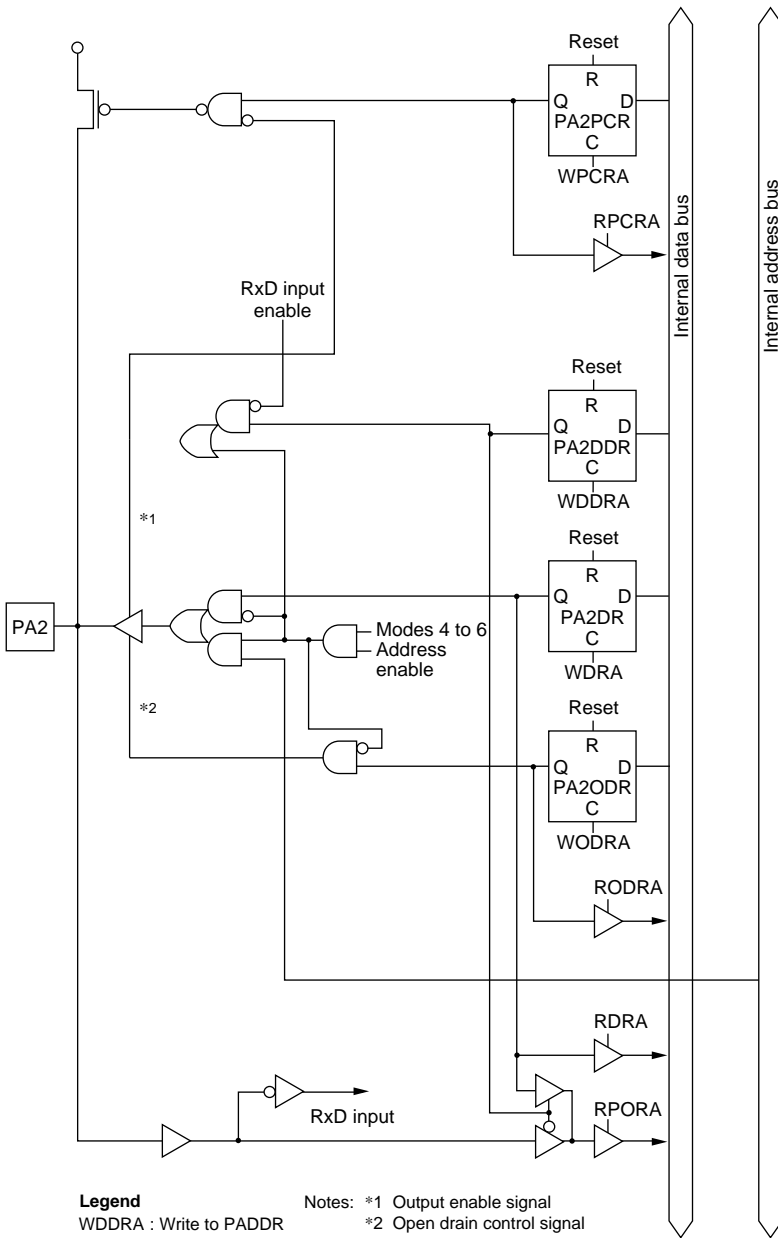 Reset
R
Q D
PA2PCR
C
WPCRA
RPCRA
Internal data bus
Internal address bus
RxD input
enable
Reset
R
Q D
PA2DDR
C
WDDRA
*1
Reset
R
Q D
PA2DR
C
WDRA
PA2
Modes 4 to 6
Address
enable
*2
Reset
R
Q D
PA2ODR
C
WODRA
RODRA
RDRA
RxD input
RPORA
Legend
WDDRA : Write to PADDR
Notes: *1 Output enable signal
*2 Open drain control signal